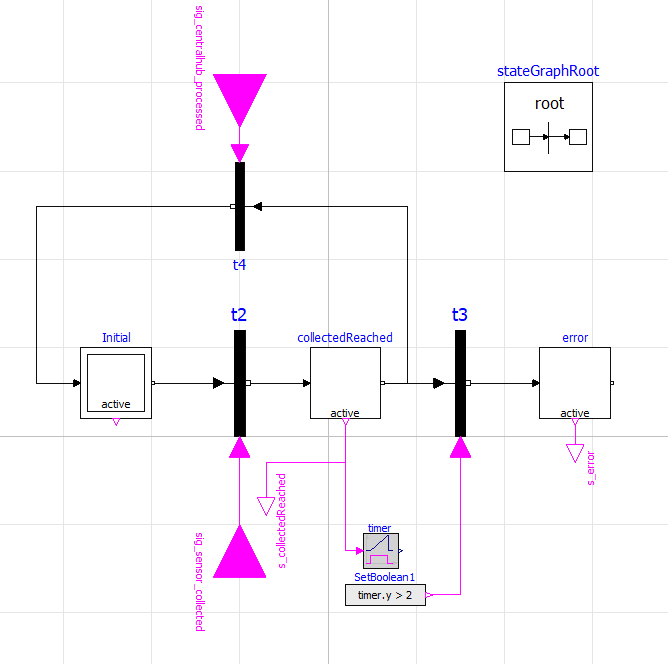 sig_centralhub_processed
stateGraphRoot
root
t4
t2
t3
Initial
collectedReached
error
active
active
active
s_collectedReached
s_error
sig_sensor_collected
timer
SetBoolean1
timer.y > 2